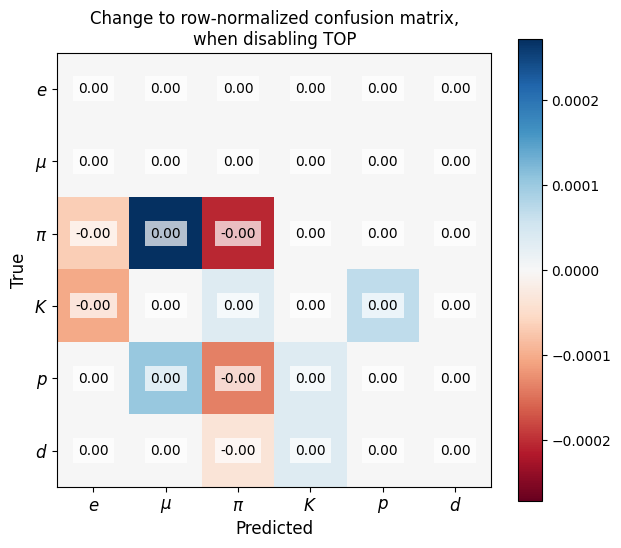 Change to row-normalized confusion matrix,
when disabling TOP
e 0.00 0.00 0.00 0.00 0.00 0.00
μ 0.00 0.00 0.00 0.00 0.00 0.00
π -0.00 0.00 -0.00 0.00 0.00 0.00
K -0.00 0.00 0.00 0.00 0.00 0.00
p 0.00 0.00 -0.00 0.00 0.00 0.00
d 0.00 0.00 -0.00 0.00 0.00 0.00
e μ π K p d
Predicted
True
0.0002
0.0001
0.0000
−0.0001
−0.0002